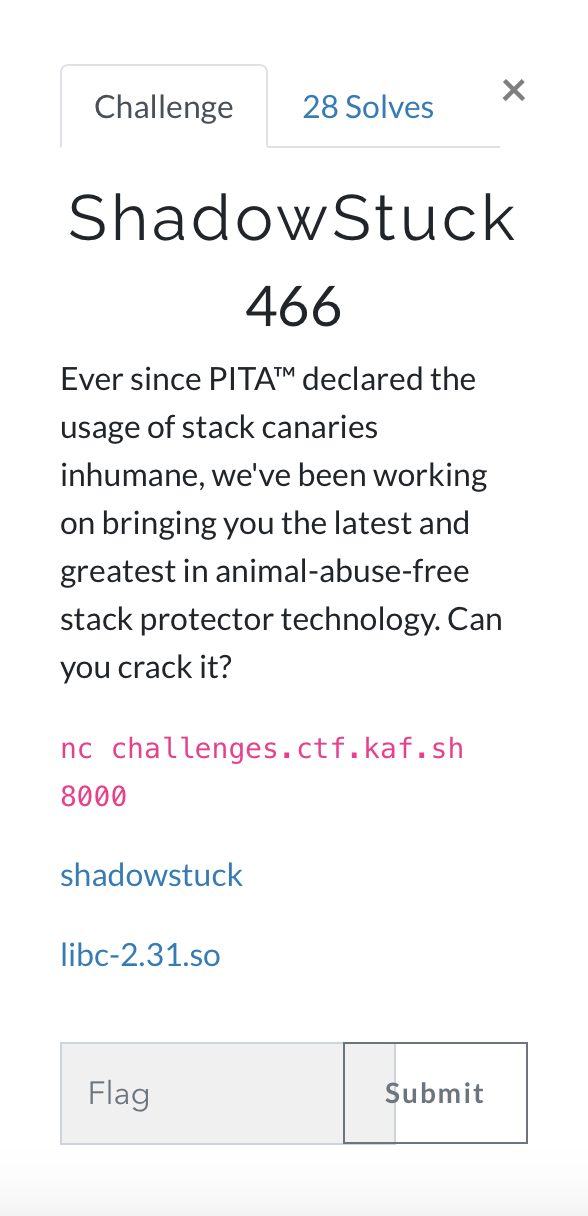 Challenge
28 Solves
×
ShadowStuck
466
Ever since PITA™ declared the
usage of stack canaries
inhumane, we've been working
on bringing you the latest and
greatest in animal-abuse-free
stack protector technology. Can
you crack it?
nc challenges.ctf.kaf.sh
8000
shadowstuck
libc-2.31.so
Flag
Submit